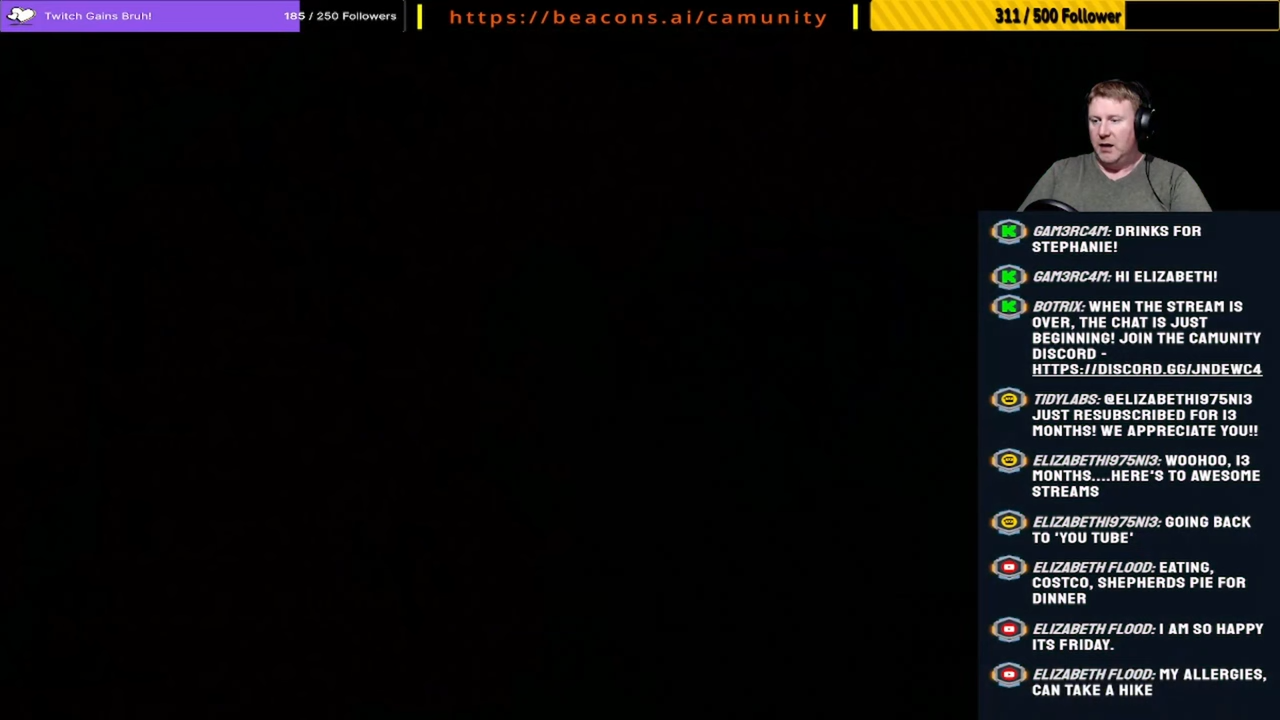 Twitch Gains Bruh!
185 / 250 Followers
https://beacons.ai/camunity
311 / 500 Follower
GAM3RC4M: DRINKS FOR
STEPHANIE!
GAM3RC4M: HI ELIZABETH!
BOTRIX: WHEN THE STREAM IS
OVER, THE CHAT IS JUST
BEGINNING! JOIN THE CAMUNITY
DISCORD -
HTTPS://DISCORD.GG/JNDEWC4
TIDYLABS: @ELIZABETH1975NI3
JUST RESUBSCRIBED FOR 13
MONTHS! WE APPRECIATE YOU!!
ELIZABETH1975NI3: WOOHOO, 13
MONTHS....HERE'S TO AWESOME
STREAMS
ELIZABETH1975NI3: GOING BACK
TO 'YOU TUBE'
ELIZABETH FLOOD: EATING,
COSTCO, SHEPHERDS PIE FOR
DINNER
ELIZABETH FLOOD: I AM SO HAPPY
ITS FRIDAY.
ELIZABETH FLOOD: MY ALLERGIES,
CAN TAKE A HIKE